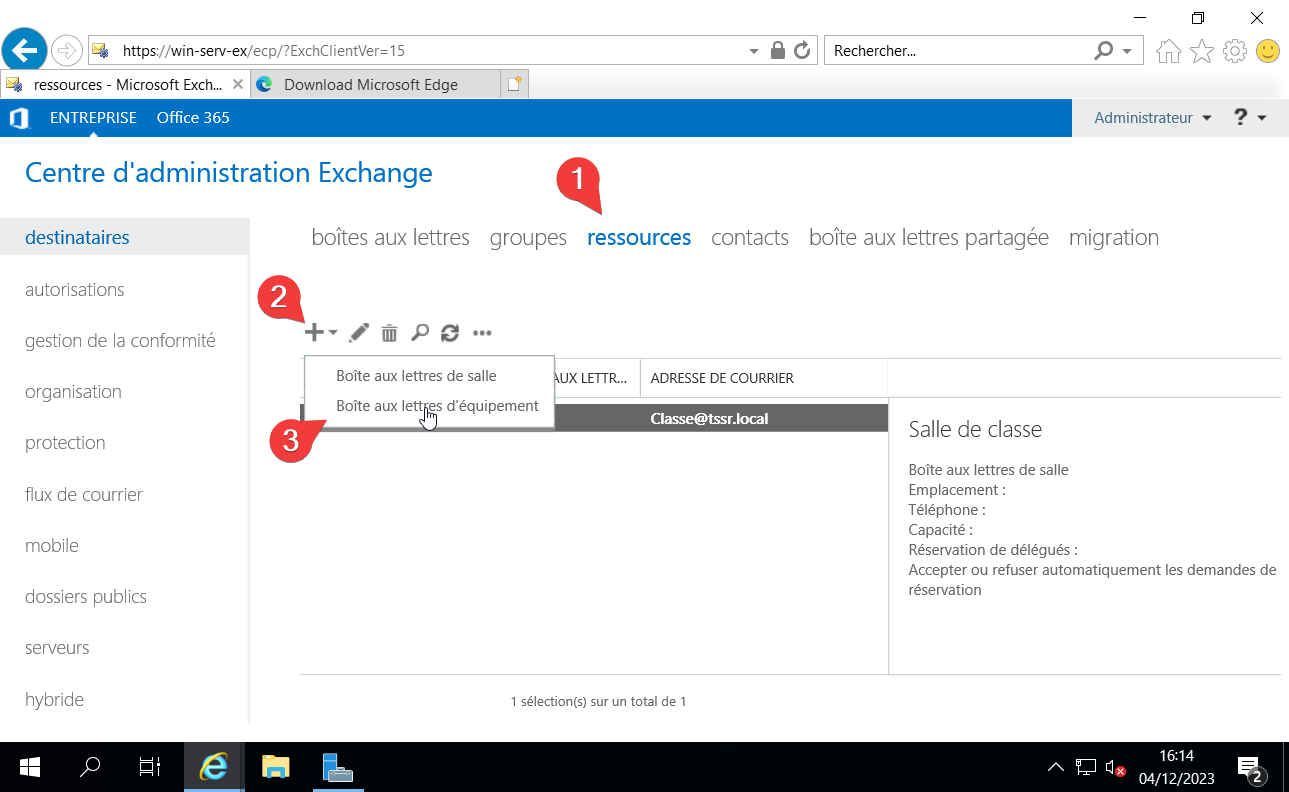 https://win-serv-ex/ecp/?ExchClientVer=15
Rechercher...
ressources - Microsoft Exch...
Download Microsoft Edge
ENTREPRISE
Office 365
Administrateur
?
Centre d'administration Exchange
1
destinataires
boîtes aux lettres
groupes
ressources
contacts
boîte aux lettres partagée
migration
autorisations
gestion de la conformité
organisation
protection
flux de courrier
mobile
dossiers publics
serveurs
hybride
2
Boîte aux lettres de salle
Boîte aux lettres d'équipement
3
AUX LETTR...
ADRESSE DE COURRIER
Classe@tssr.local
Salle de classe
Boîte aux lettres de salle
Emplacement :
Téléphone :
Capacité :
Réservation de délégués :
Accepter ou refuser automatiquement les demandes de
réservation
1 sélection(s) sur un total de 1
16:14
04/12/2023
2